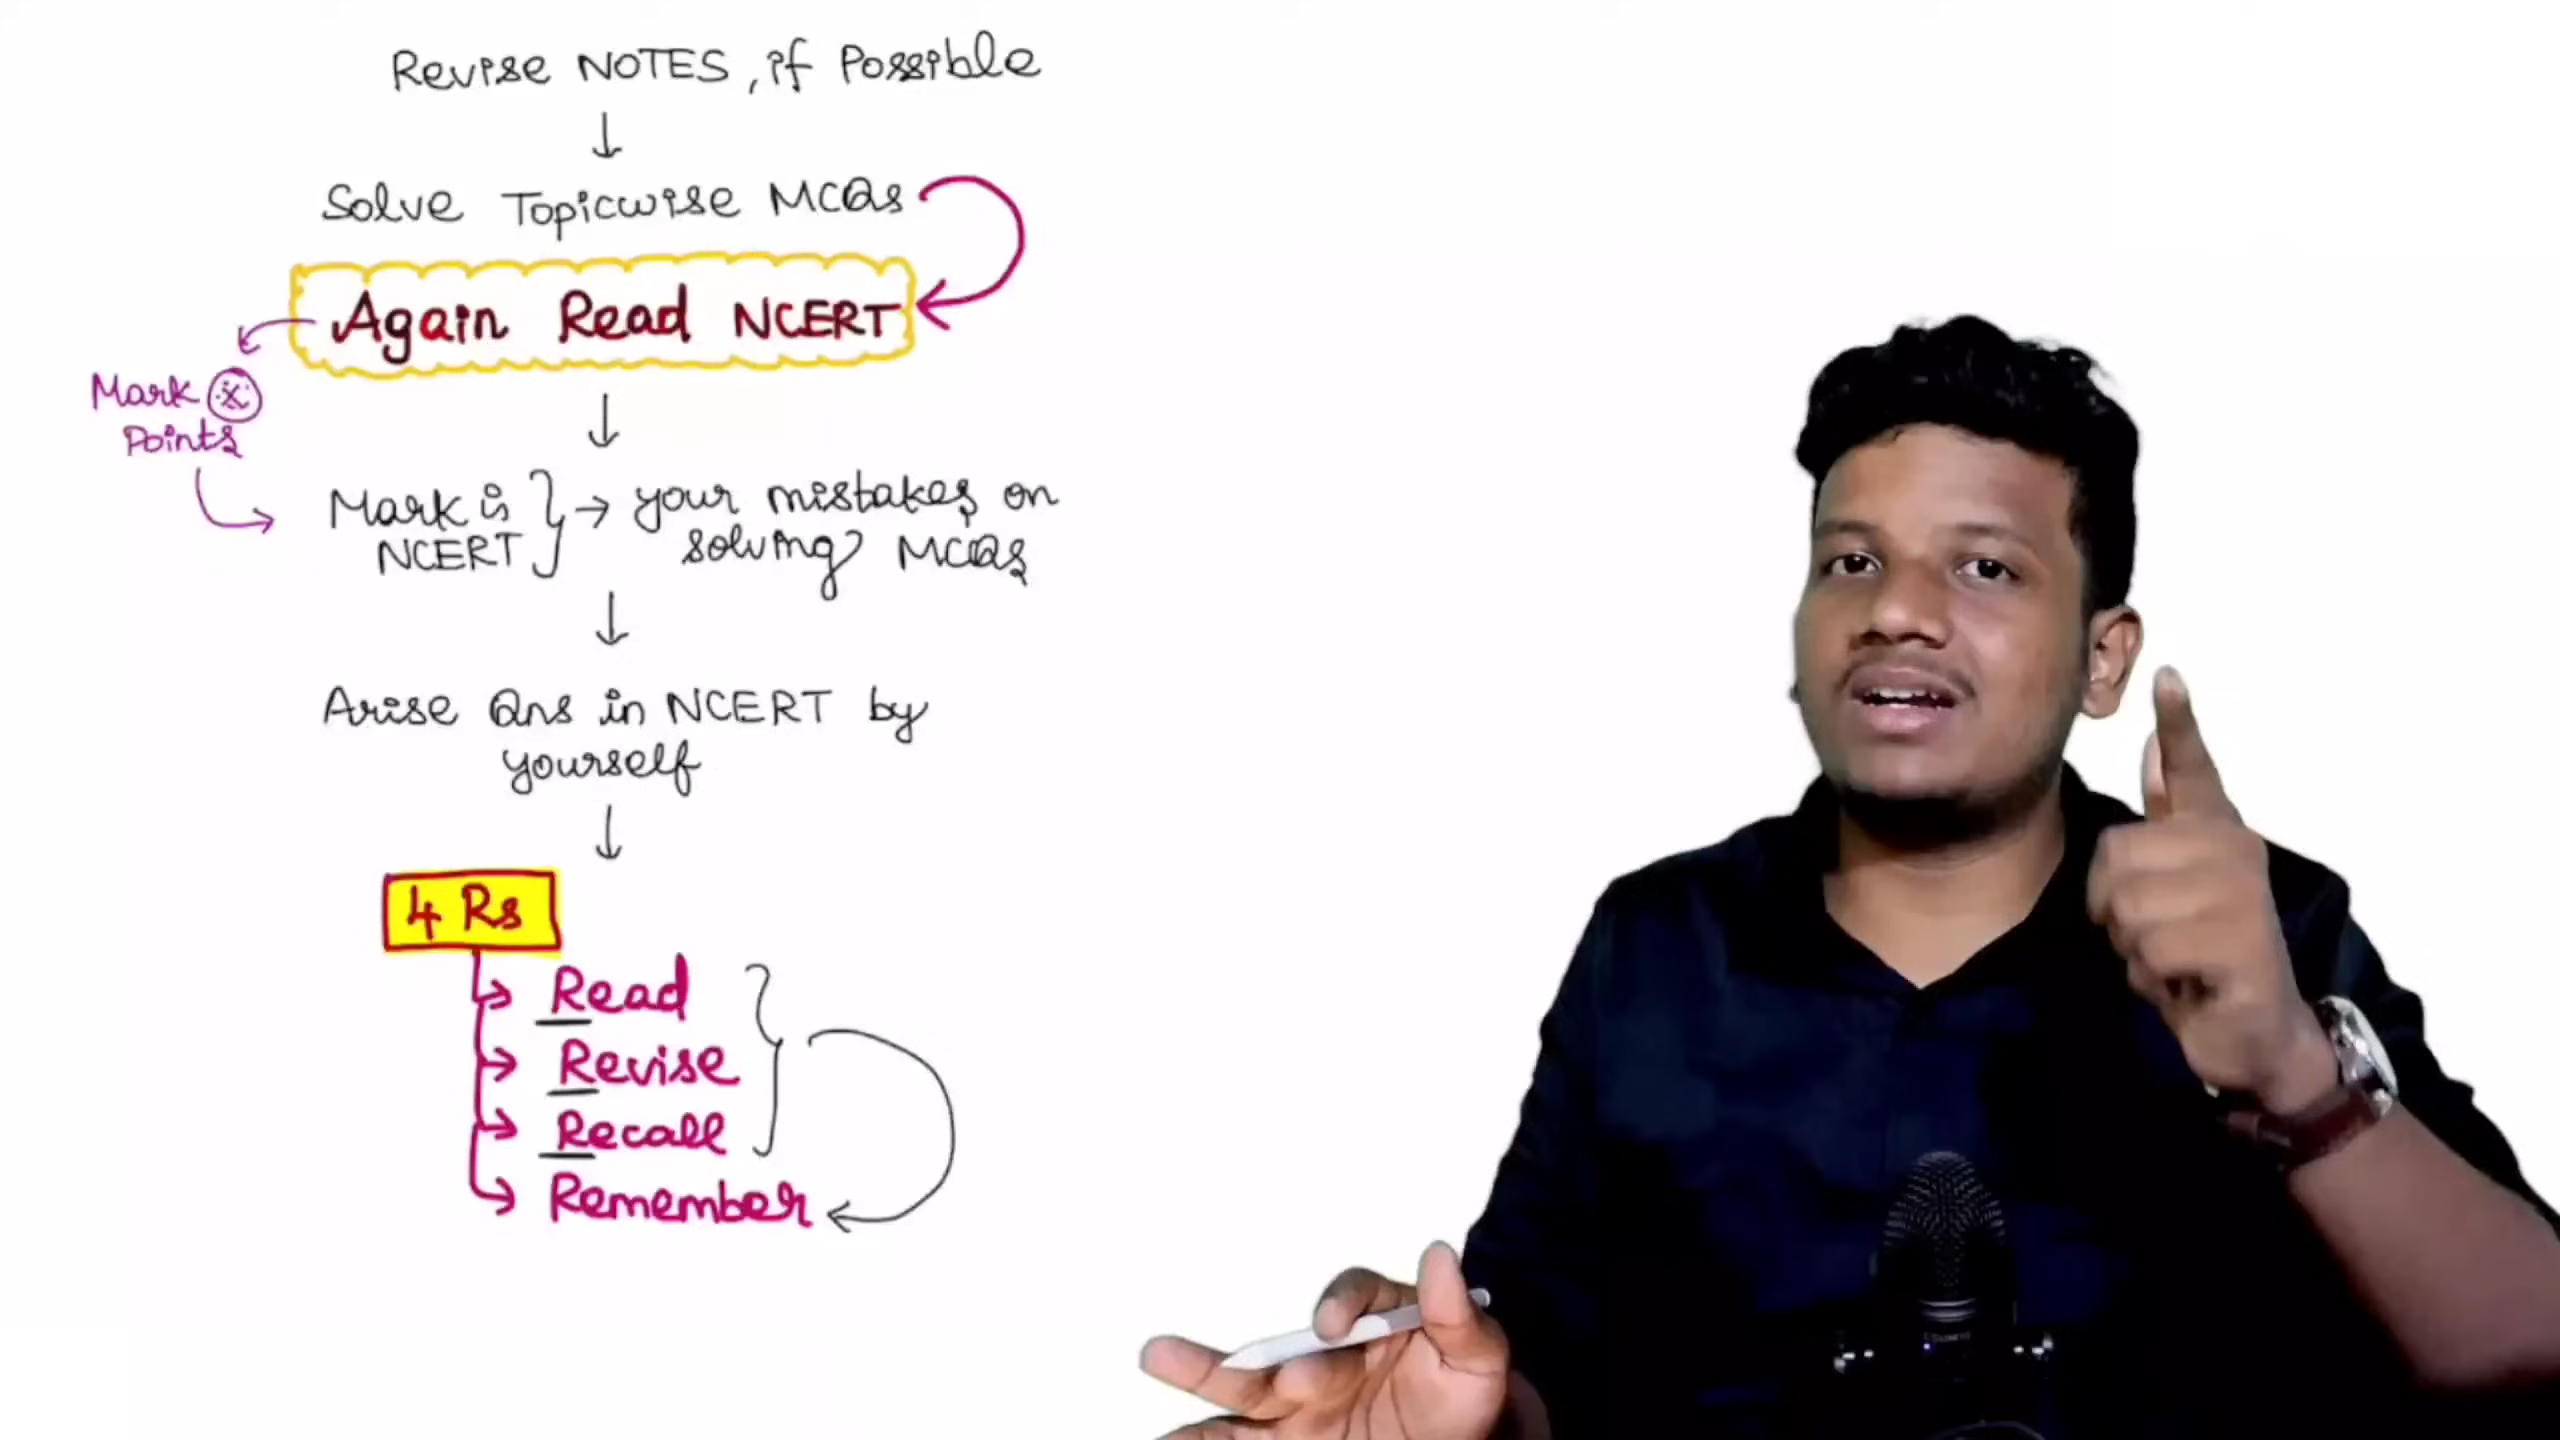 Revise NOTES, if Possible
Solve Topicwise MCQs
Again Read NCERT
Mark
Points
Mark is
NCERT
your mistakes on
solving MCQs
Arise Qns in NCERT by
yourself
4 Rs
Read
Revise
Recall
Remember